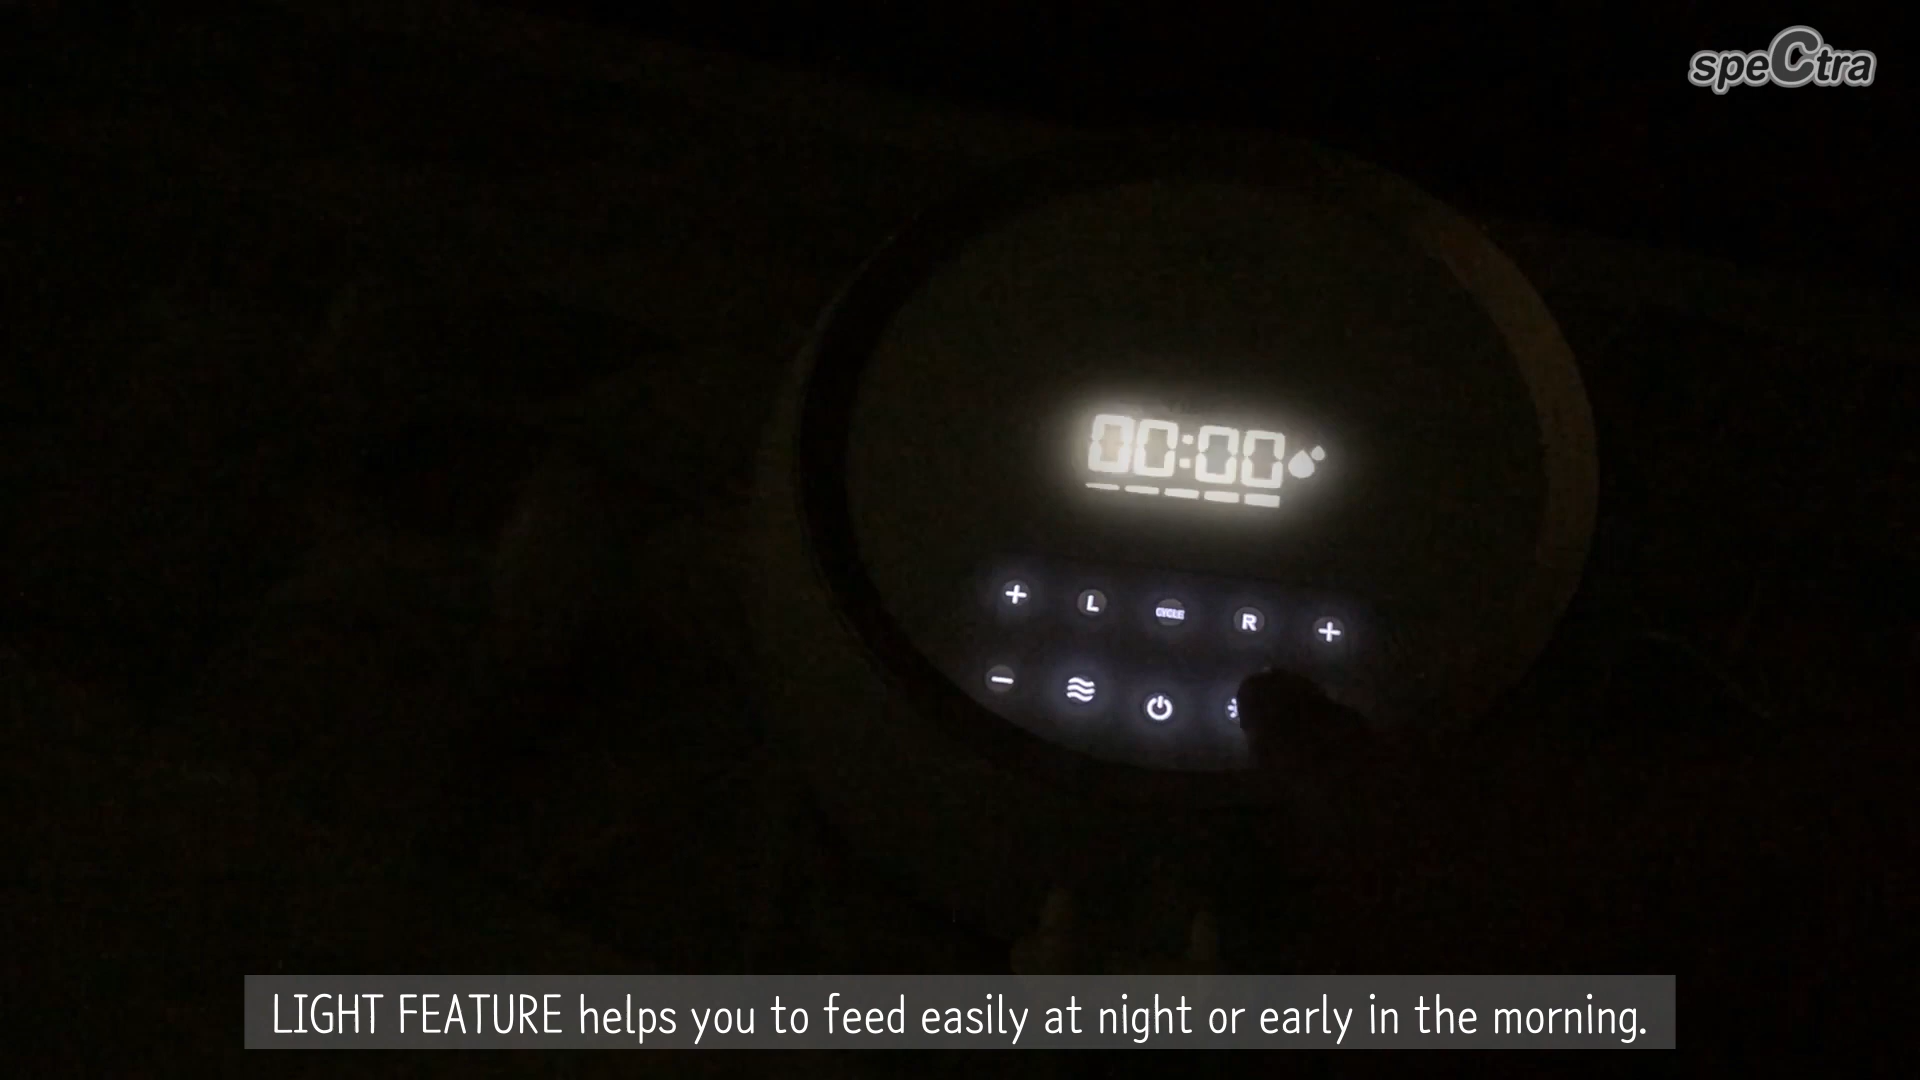 speCtra
00:00
+ L CYCLE R +
−
LIGHT FEATURE helps you to feed easily at night or early in the morning.